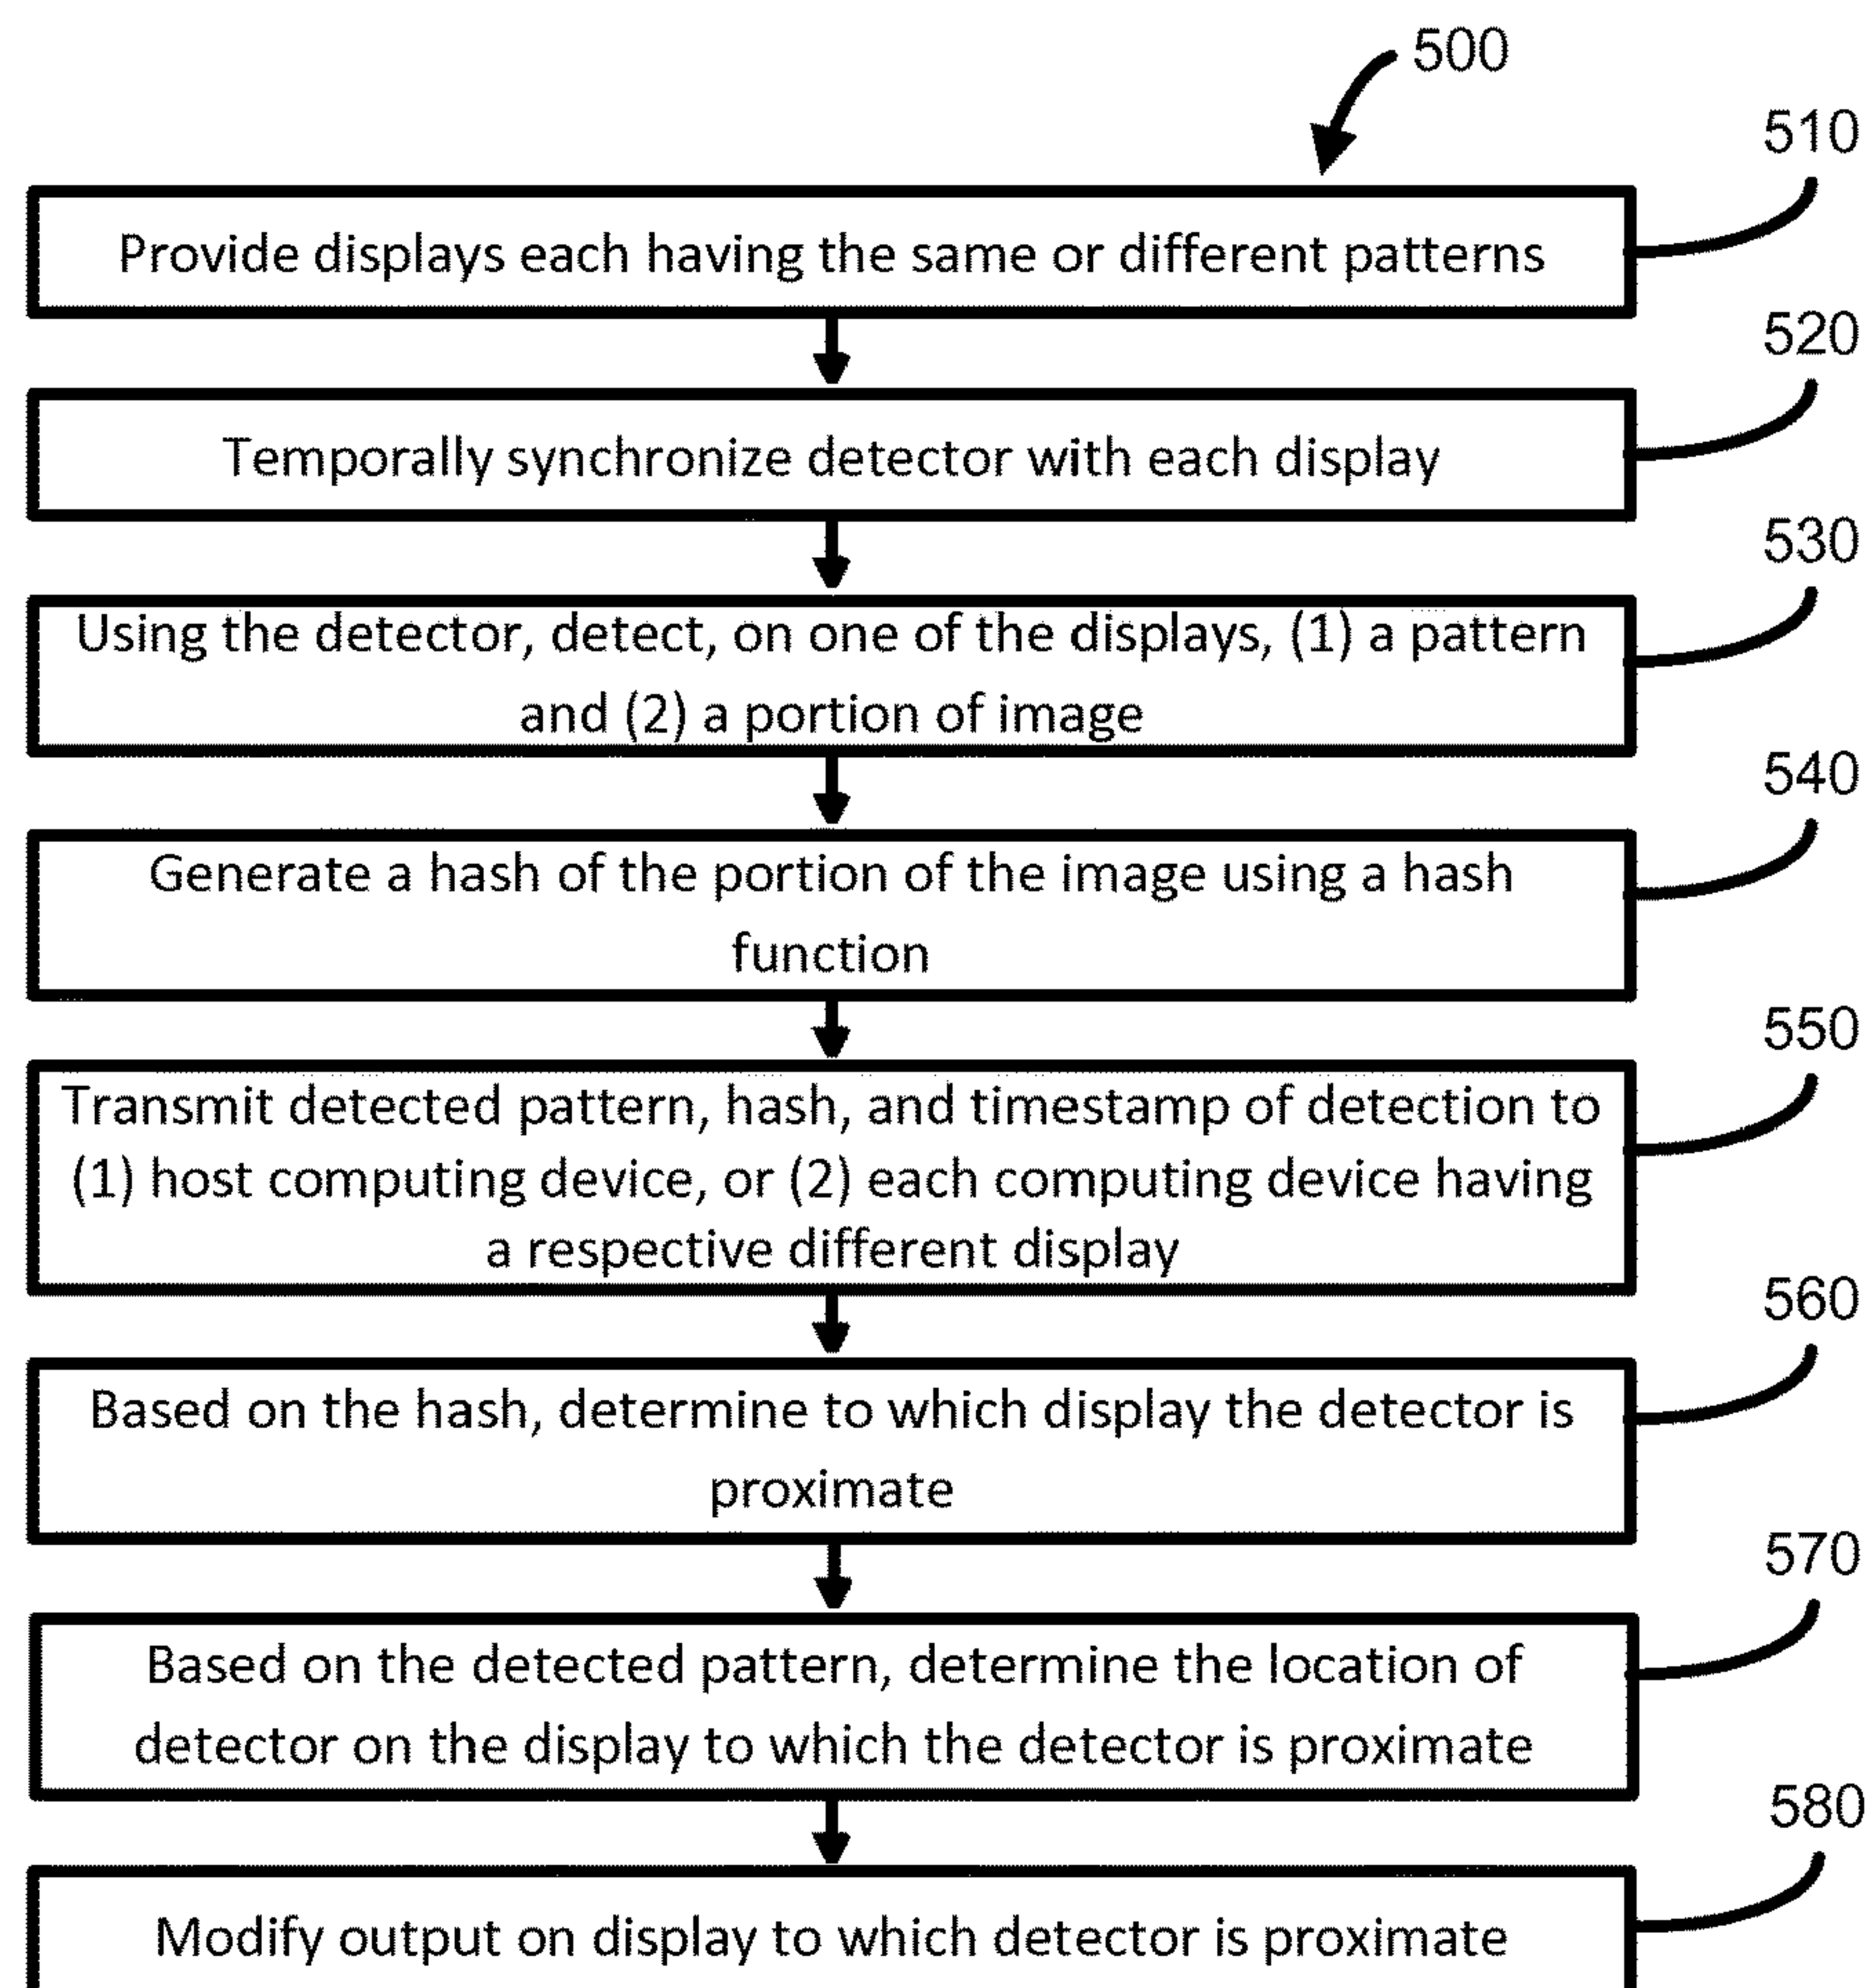 500
510
Provide displays each having the same or different patterns
520
Temporally synchronize detector with each display
530
Using the detector, detect, on one of the displays, (1) a pattern
and (2) a portion of image
540
Generate a hash of the portion of the image using a hash
function
550
Transmit detected pattern, hash, and timestamp of detection to
(1) host computing device, or (2) each computing device having
a respective different display
560
Based on the hash, determine to which display the detector is
proximate
570
Based on the detected pattern, determine the location of
detector on the display to which the detector is proximate
580
Modify output on display to which detector is proximate